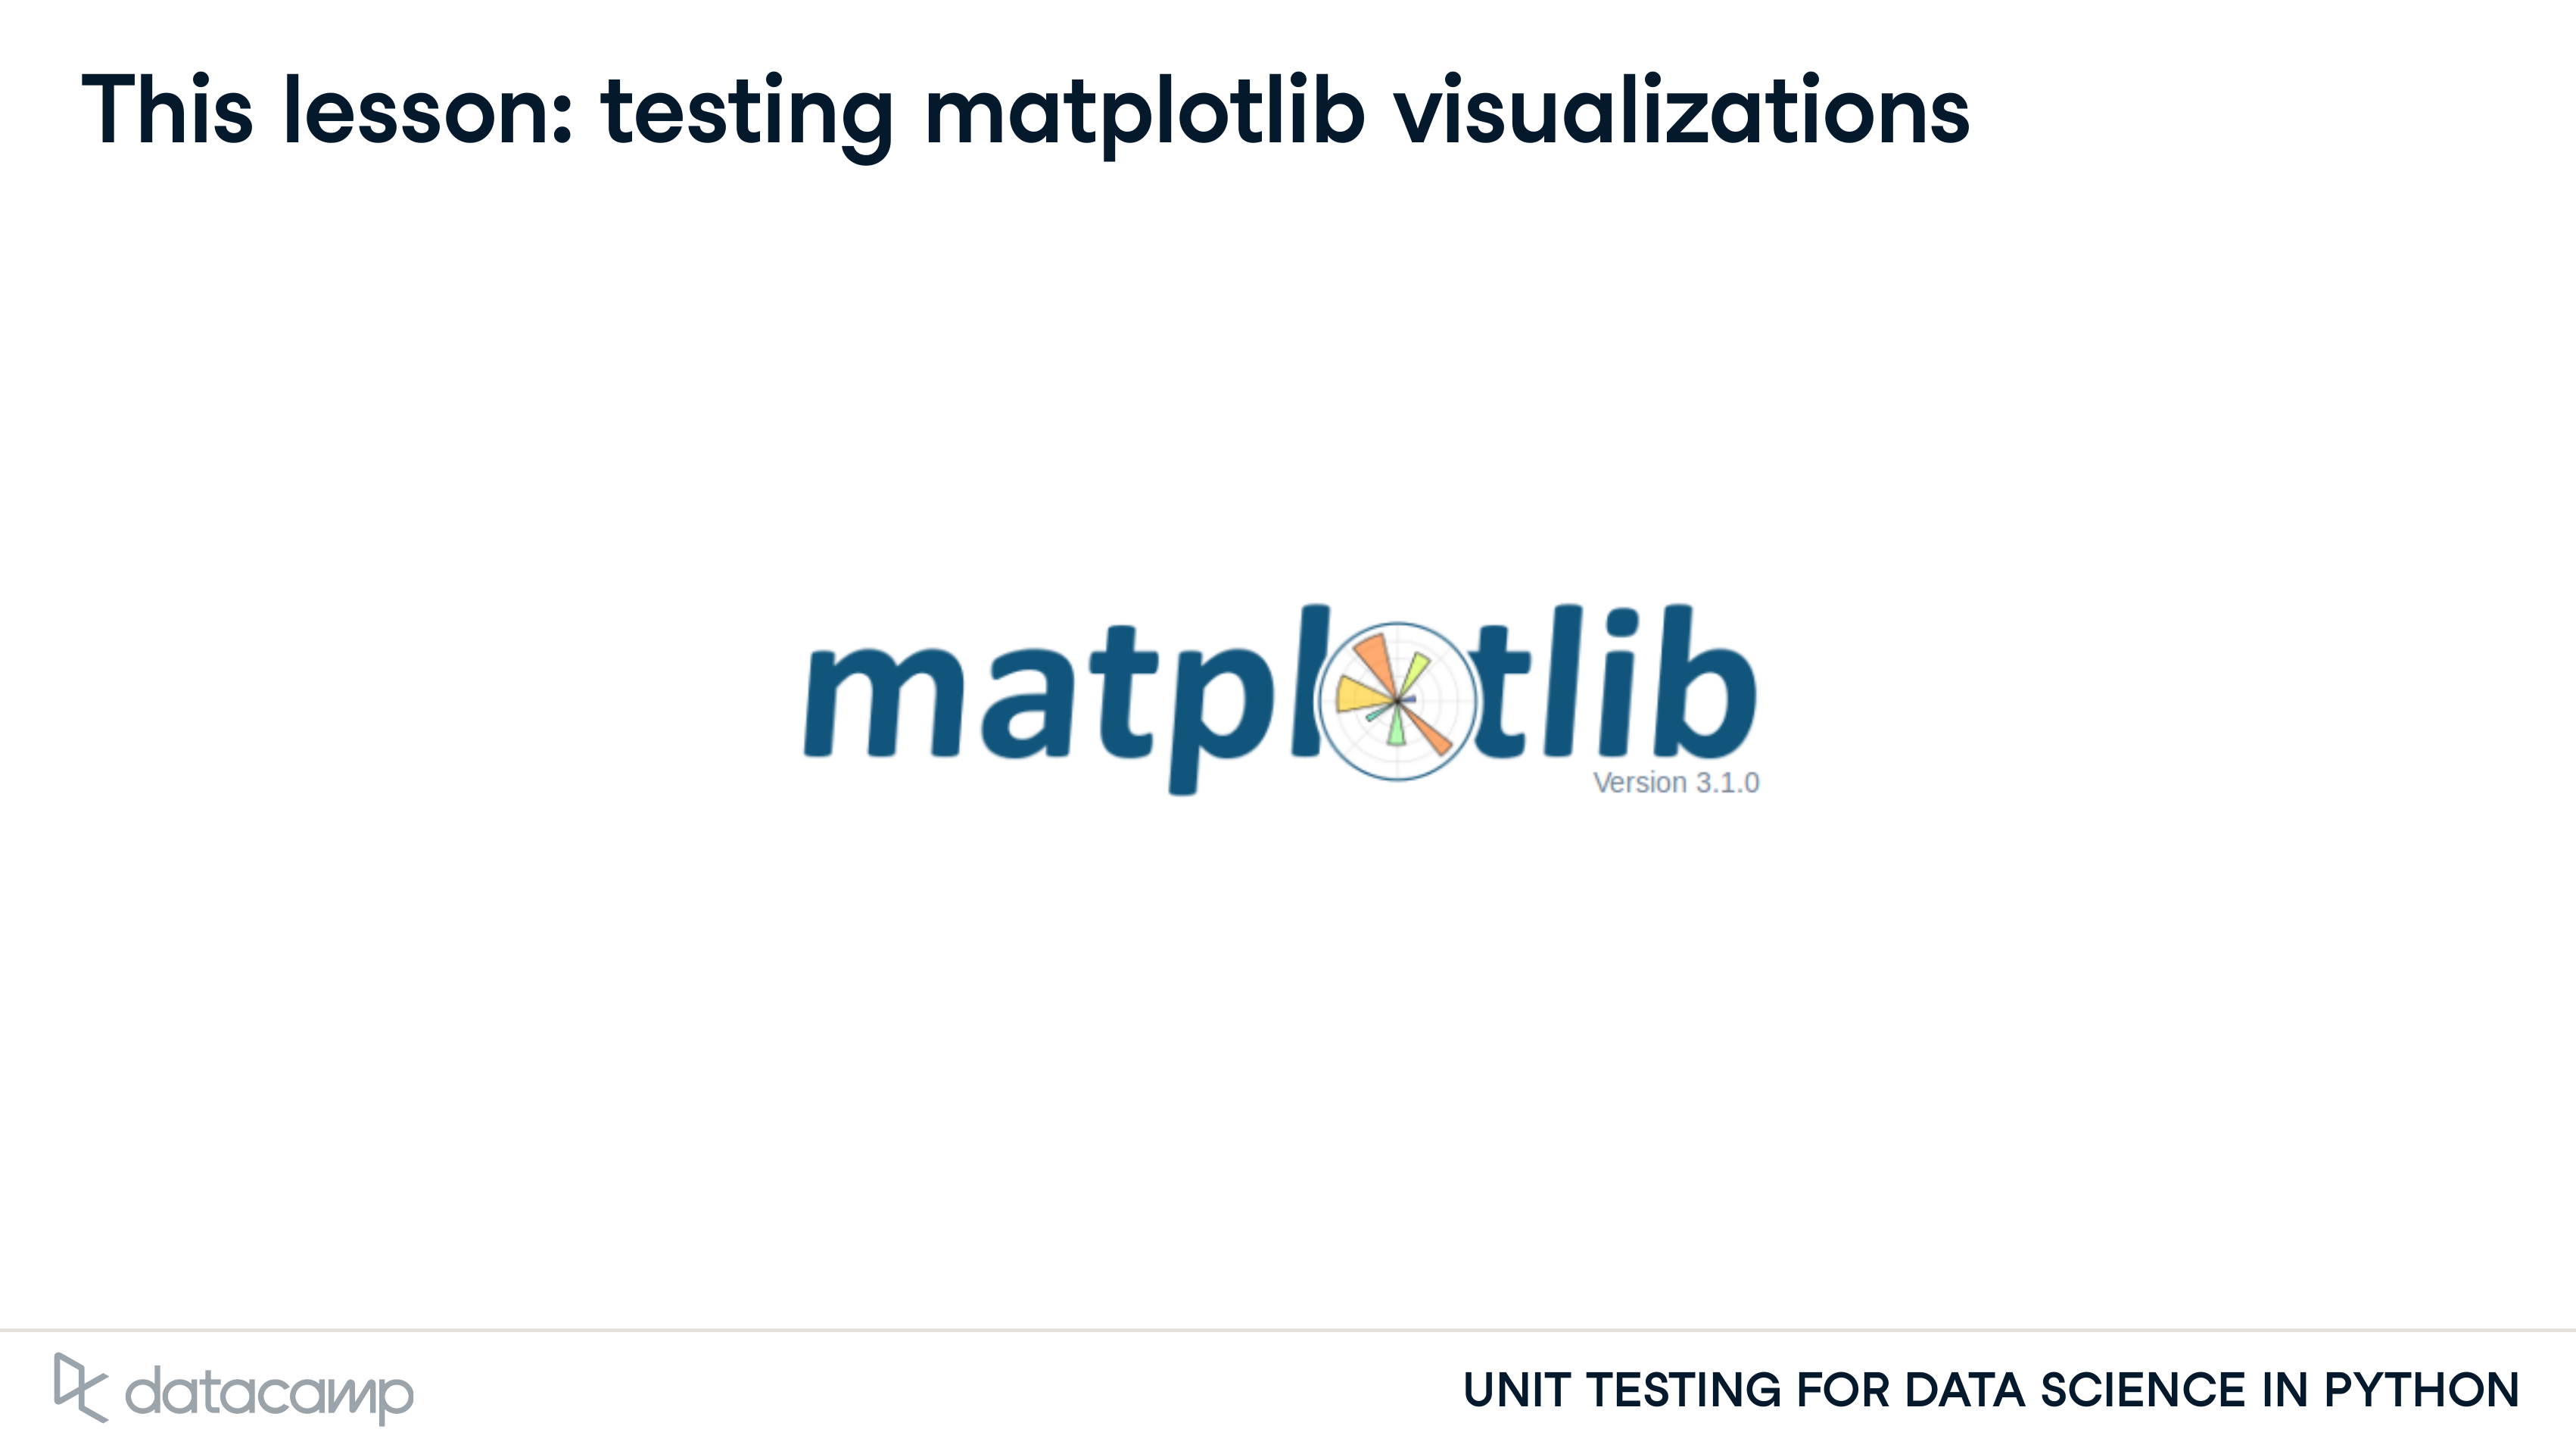 This lesson: testing matplotlib visualizations
matplotlib
Version 3.1.0
datacamp
UNIT TESTING FOR DATA SCIENCE IN PYTHON